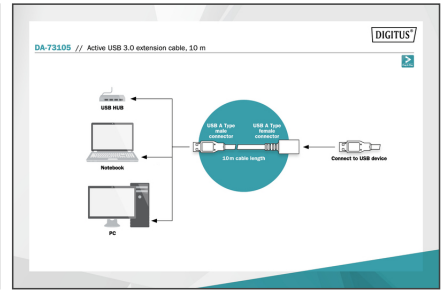 DIGITUS®
DA-73105 // Active USB 3.0 extension cable, 10 m
USB HUB
USB A Type
male
connector
USB A Type
female
connector
10m cable length
Connect to USB device
Notebook
PC